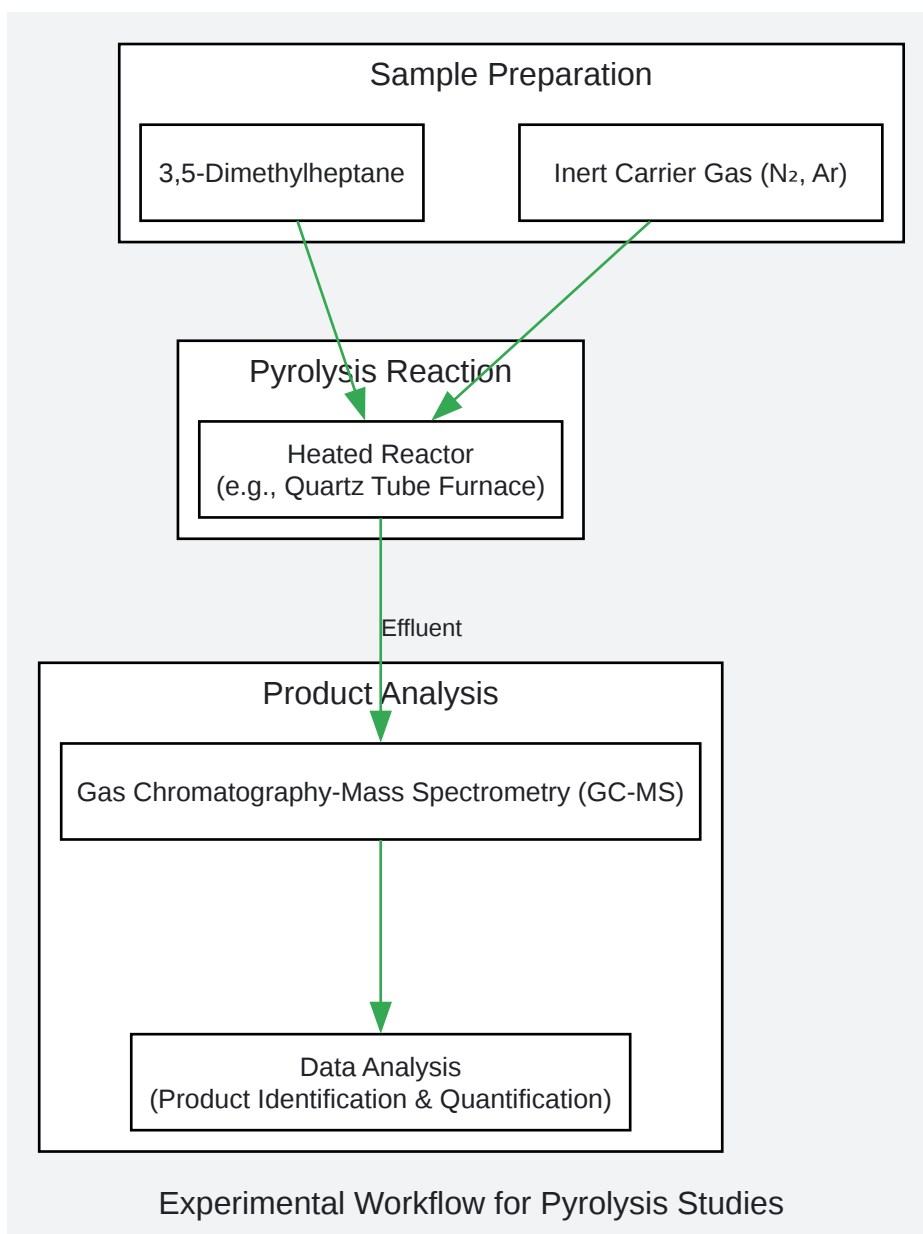 Sample Preparation
3,5-Dimethylheptane
Inert Carrier Gas (N₂, Ar)
Pyrolysis Reaction
Heated Reactor
(e.g., Quartz Tube Furnace)
Effluent
Product Analysis
Gas Chromatography-Mass Spectrometry (GC-MS)
Data Analysis
(Product Identification & Quantification)
Experimental Workflow for Pyrolysis Studies